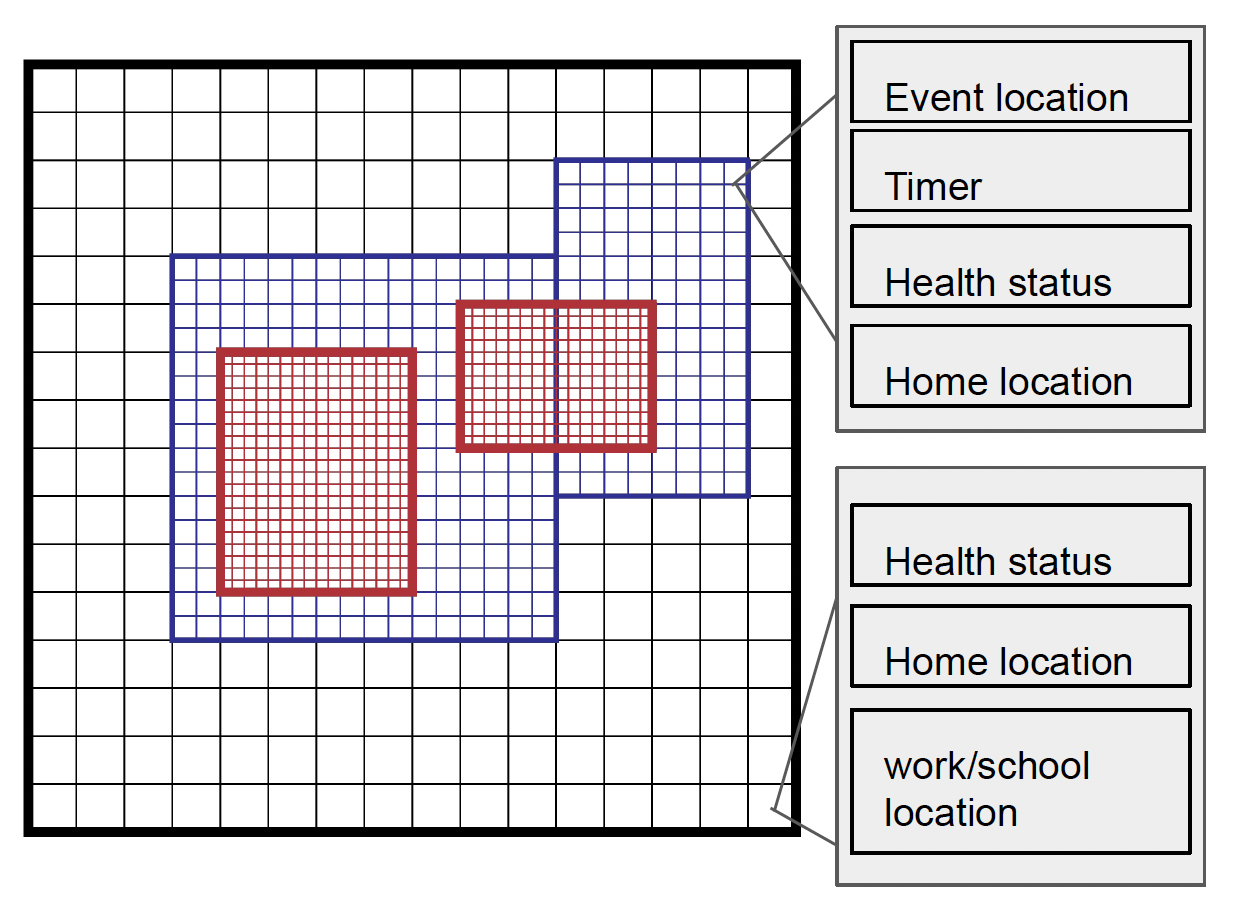 Event location
Timer
Health status
Home location
Health status
Home location
work/school
location